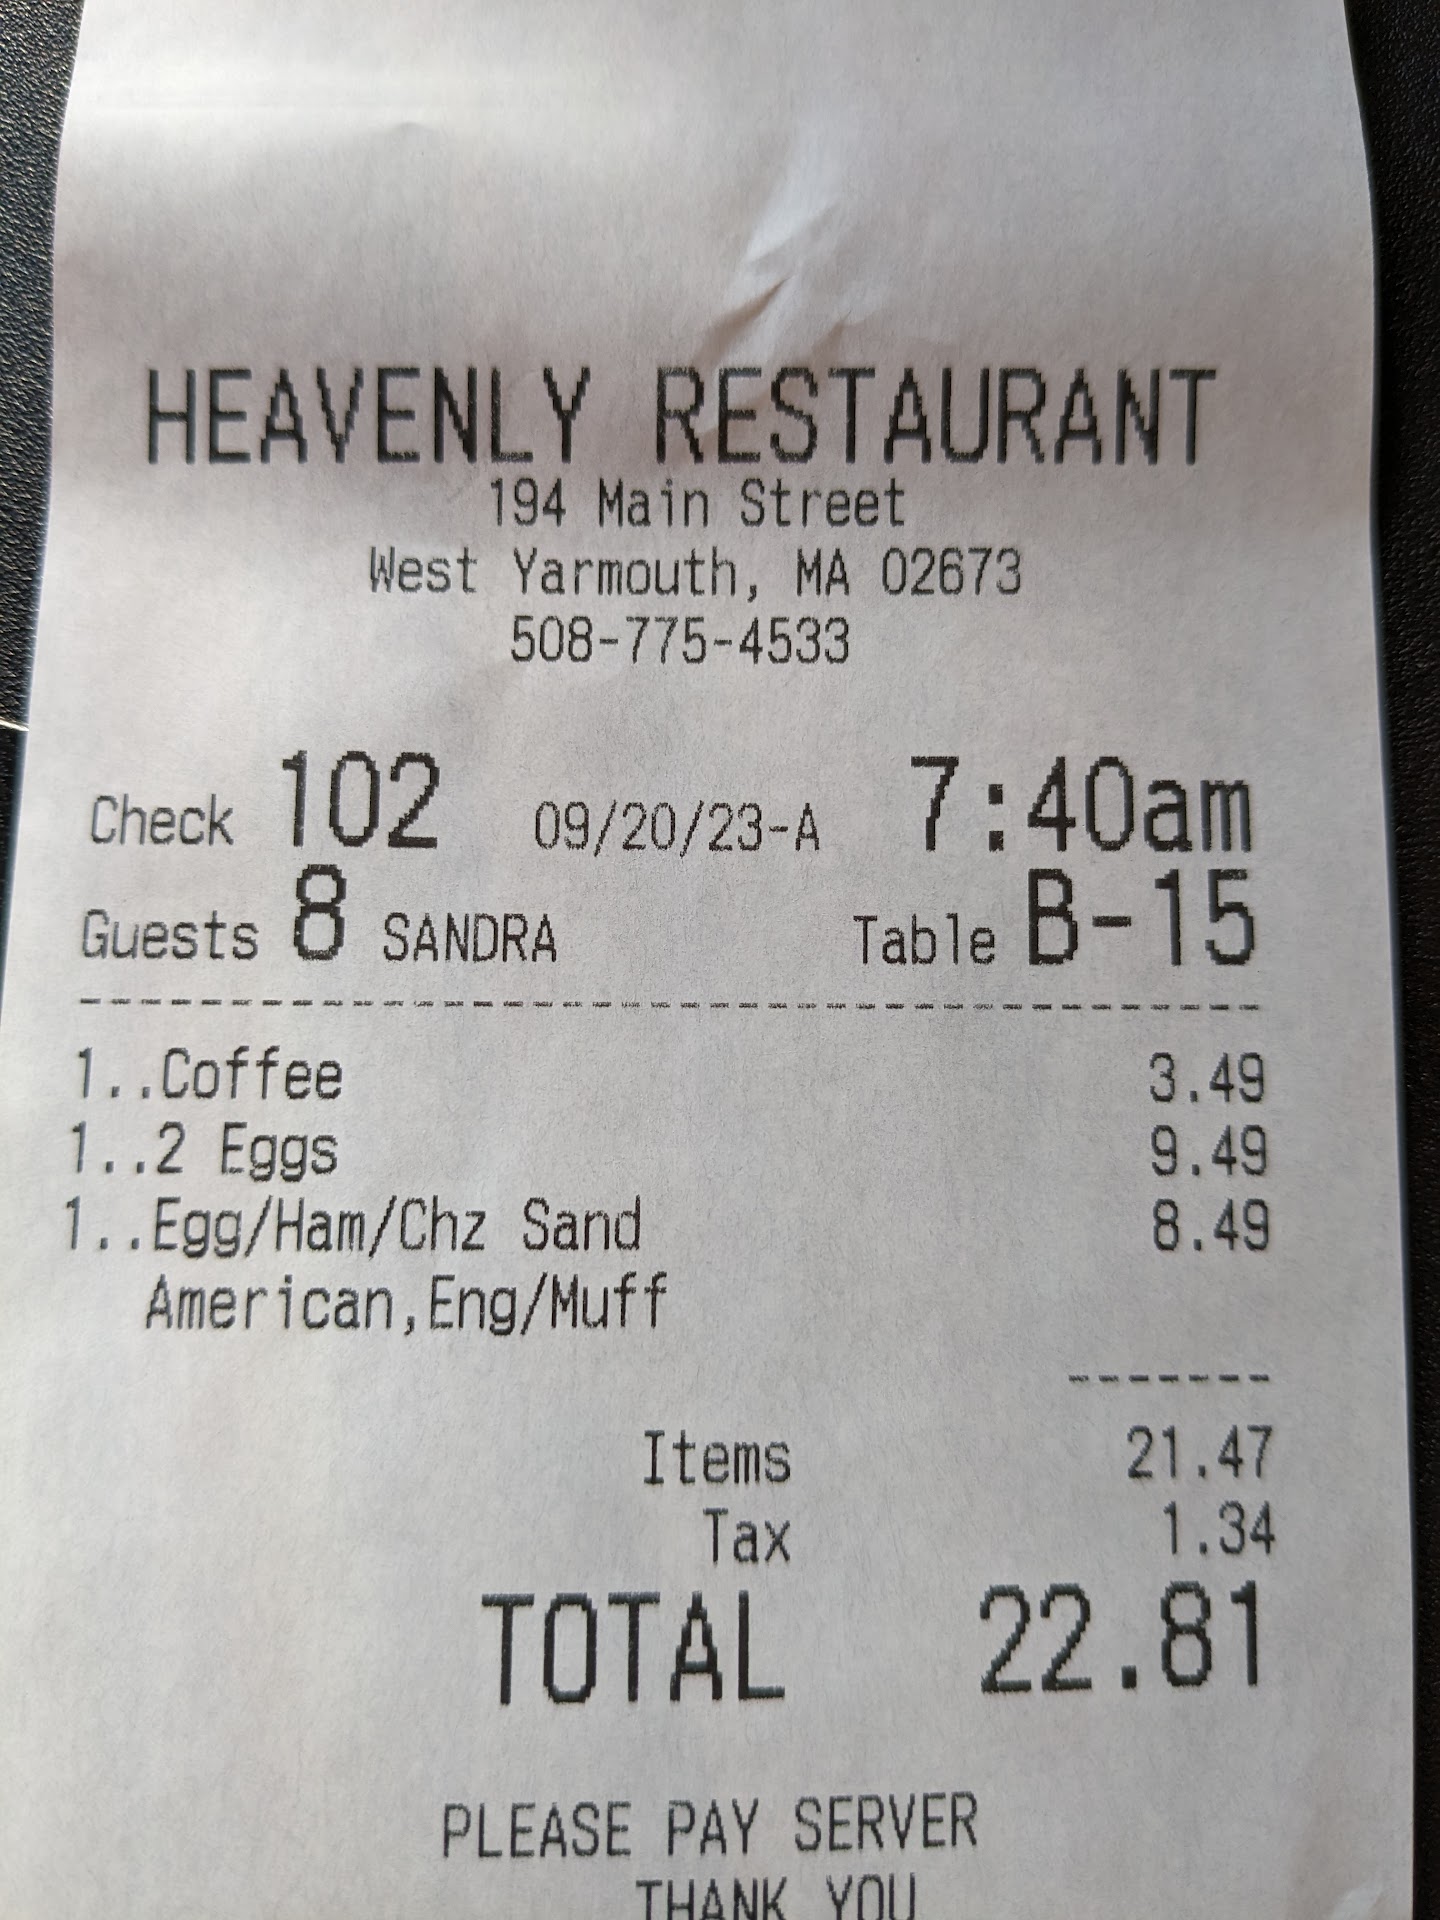 HEAVENLY RESTAURANT
194 Main Street
West Yarmouth, MA 02673
508-775-4533
Check 102 09/20/23-A 7:40am
Guests 8 SANDRA Table B-15
1..Coffee 3.49
1..2 Eggs 9.49
1..Egg/Ham/Chz Sand 8.49
American,Eng/Muff
Items 21.47
Tax 1.34
TOTAL 22.81
PLEASE PAY SERVER
THANK YOU